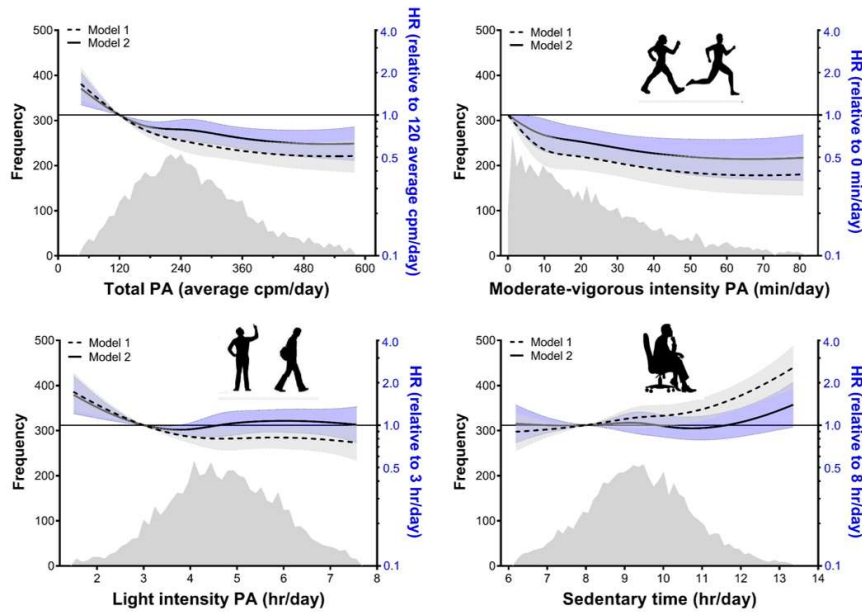 Model 1
Model 2
500
400
300
200
100
0
Frequency
4.0
2.0
1.0
0.5
0.1
HR (relative to 120 average cpm/day)
0 120 240 360 480 600
Total PA (average cpm/day)
Model 1
Model 2
500
400
300
200
100
0
Frequency
4.0
2.0
1.0
0.5
0.1
HR (relative to 0 min/day)
0 10 20 30 40 50 60 70 80
Moderate-vigorous intensity PA (min/day)
Model 1
Model 2
500
400
300
200
100
0
Frequency
4.0
2.0
1.0
0.5
0.1
HR (relative to 3 hr/day)
2 3 4 5 6 7 8
Light intensity PA (hr/day)
Model 1
Model 2
500
400
300
200
100
0
Frequency
4.0
2.0
1.0
0.5
0.1
HR (relative to 8 hr/day)
6 7 8 9 10 11 12 13 14
Sedentary time (hr/day)